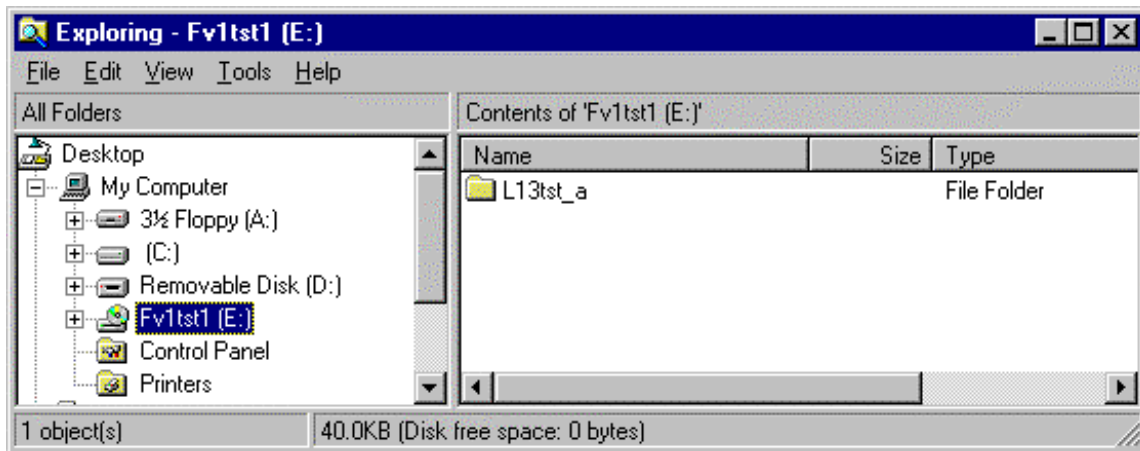 Exploring - Fv1tst1 (E:)
File Edit View Tools Help
All Folders
Contents of 'Fv1tst1 (E:)'
Desktop
My Computer
3½ Floppy (A:)
(C:)
Removable Disk (D:)
Fv1tst1 (E:)
Control Panel
Printers
Name Size Type
L13tst_a File Folder
1 object(s) 40.0KB (Disk free space: 0 bytes)